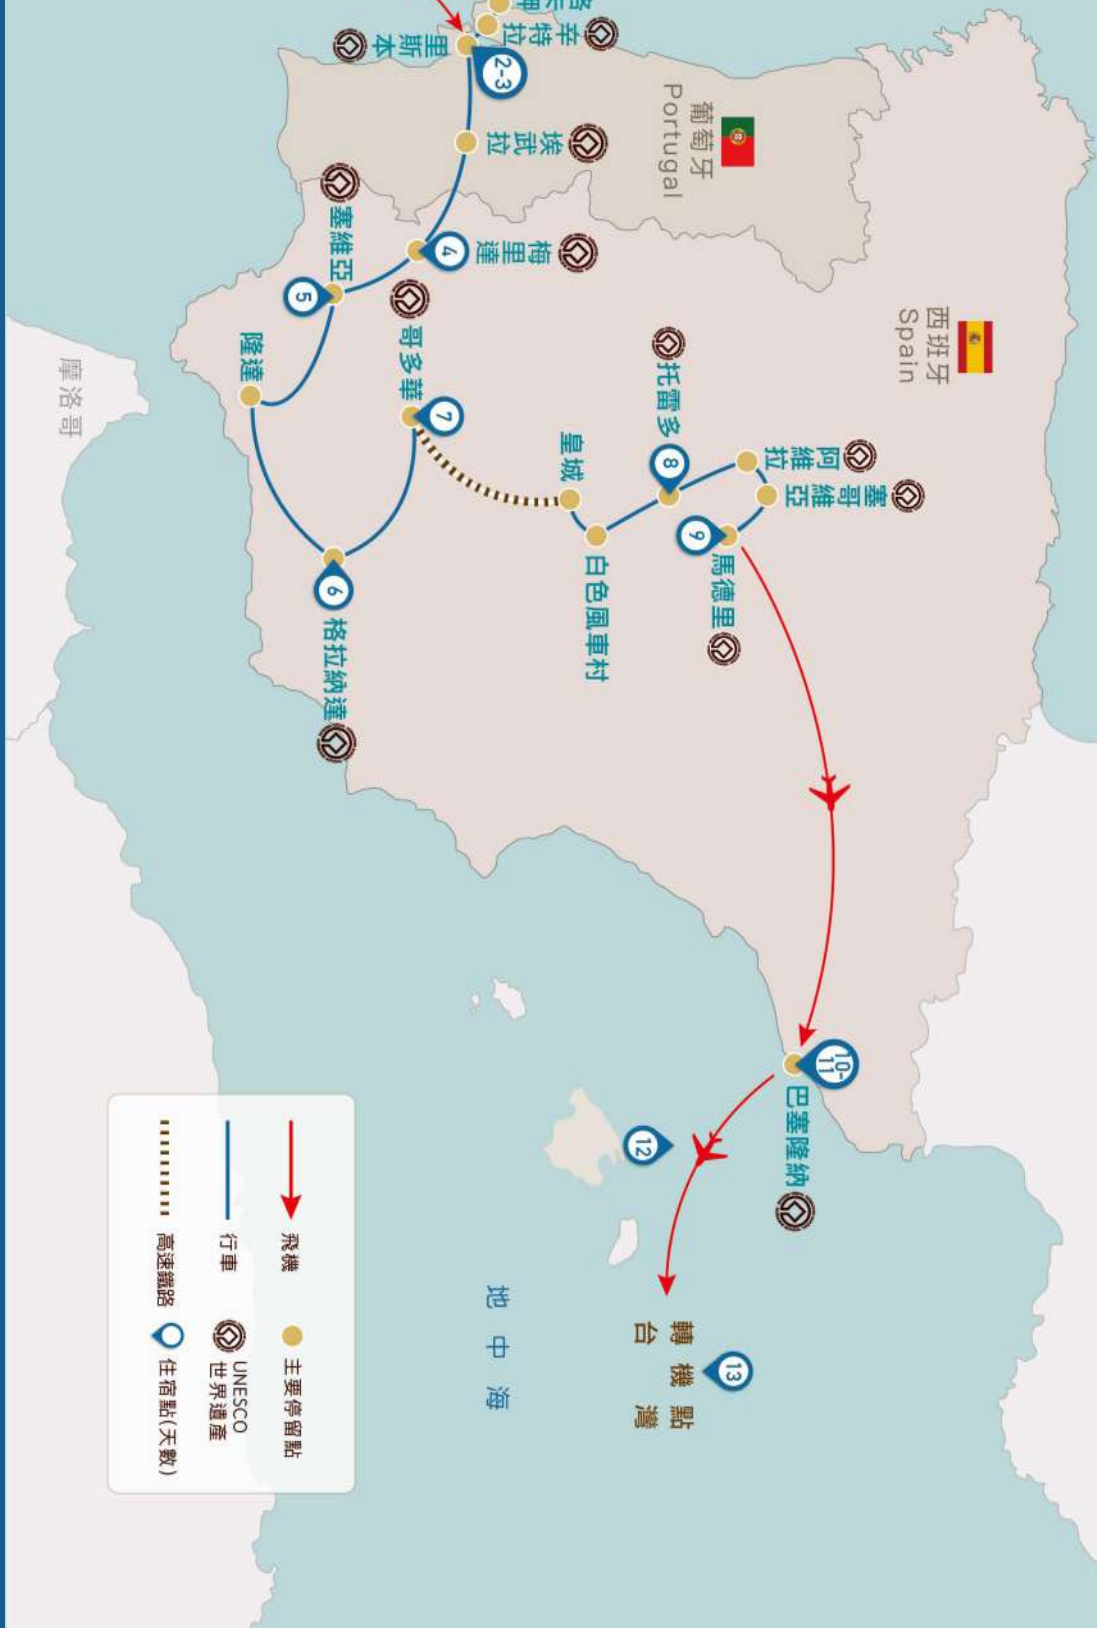 西班牙
Spain
塞哥維亞
阿維拉
10-
11
巴塞隆納
9
馬德里
葡萄牙
Portugal
13
轉機點
台灣
托雷多
8
12
白色風車村
皇城
辛特拉
埃武拉
梅里達
2-3
4
地中海
7
哥多華
里斯本
5
塞維亞
6
格拉納達
隆達
摩洛哥
飛機
主要停留點
行車
UNESCO
世界遺產
高速鐵路
住宿點(天數)